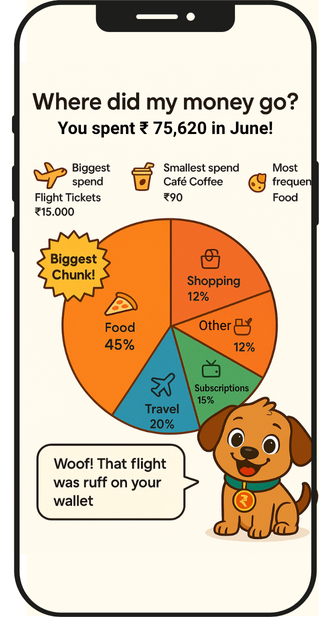 Where did my money go?
You spent ₹ 75,620 in June!
Biggest
spend
Flight Tickets
₹15.000
Smallest spend
Café Coffee
₹90
Most
frequen
Food
Biggest
Chunk!
Shopping
12%
Other
12%
Food
45%
Subscriptions
15%
Travel
20%
Woof! That flight
was ruff on your
wallet
₹